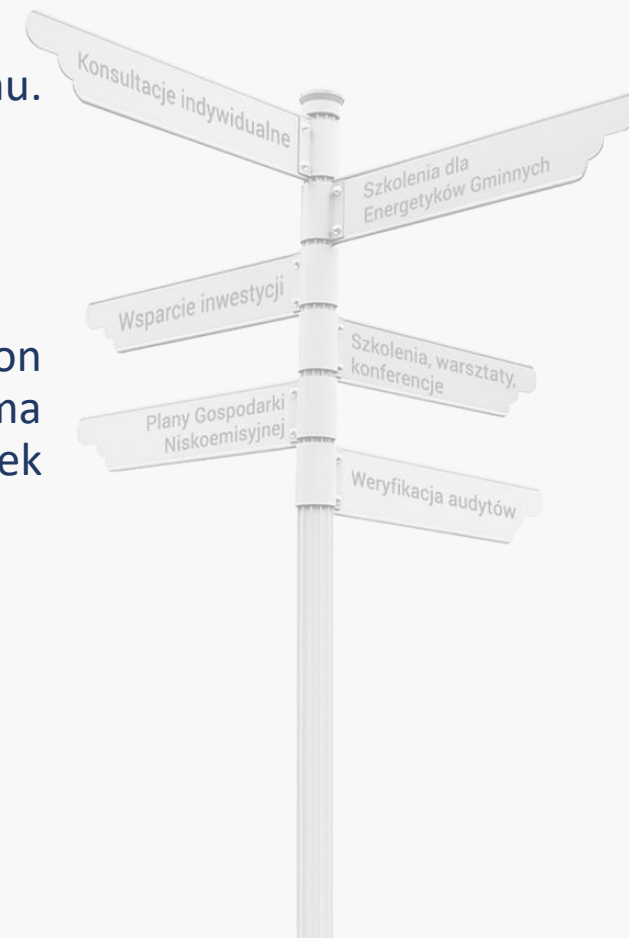 nu.
Konsultacje indywidualne
Szkolenia dla
Energetyków Gminnych
Wsparcie inwestycji
on
ma
ek
Szkolenia, warsztaty,
konferencje
Plany Gospodarki
Niskoemisyjnej
Weryfikacja audytów